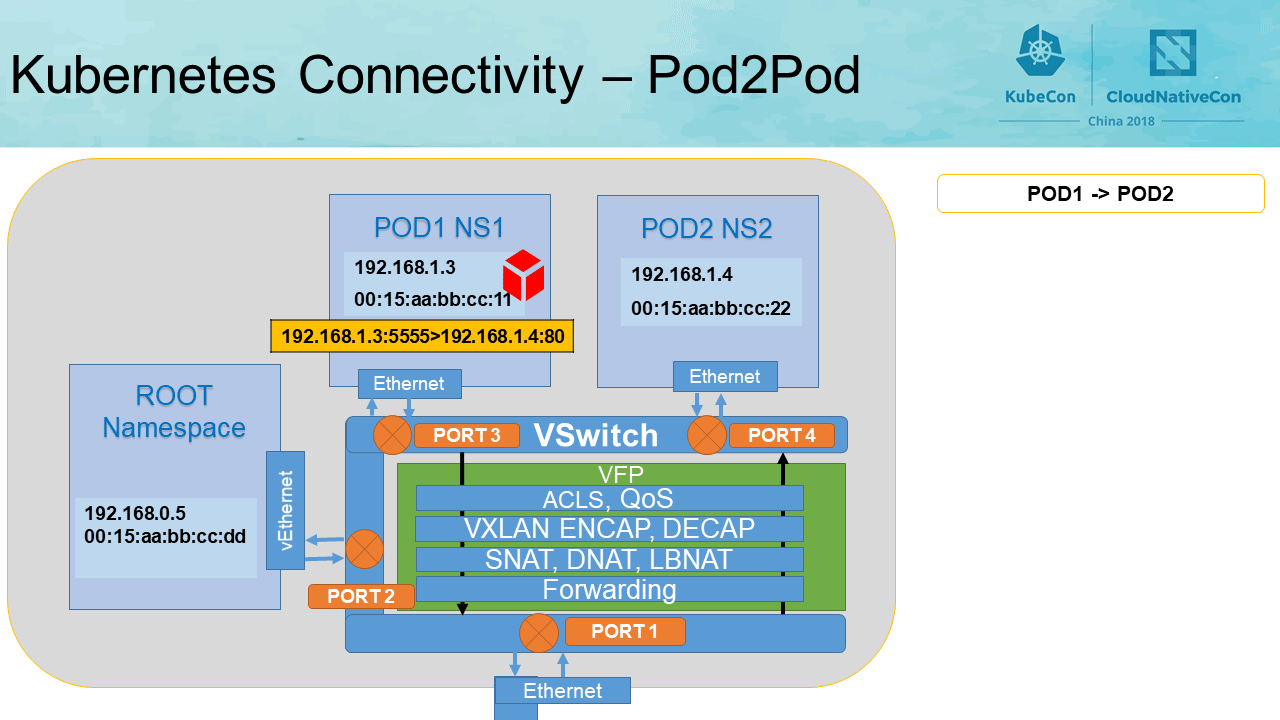 Kubernetes Connectivity – Pod2Pod
KubeCon
CloudNativeCon
China 2018
POD1 -> POD2
POD1 NS1
192.168.1.3
00:15:aa:bb:cc:11
192.168.1.3:5555>192.168.1.4:80
Ethernet
POD2 NS2
192.168.1.4
00:15:aa:bb:cc:22
Ethernet
ROOT
Namespace
192.168.0.5
00:15:aa:bb:cc:dd
vEthernet
PORT 3
VSwitch
PORT 4
VFP
ACLS, QoS
VXLAN ENCAP, DECAP
SNAT, DNAT, LBNAT
Forwarding
PORT 2
PORT 1
Ethernet